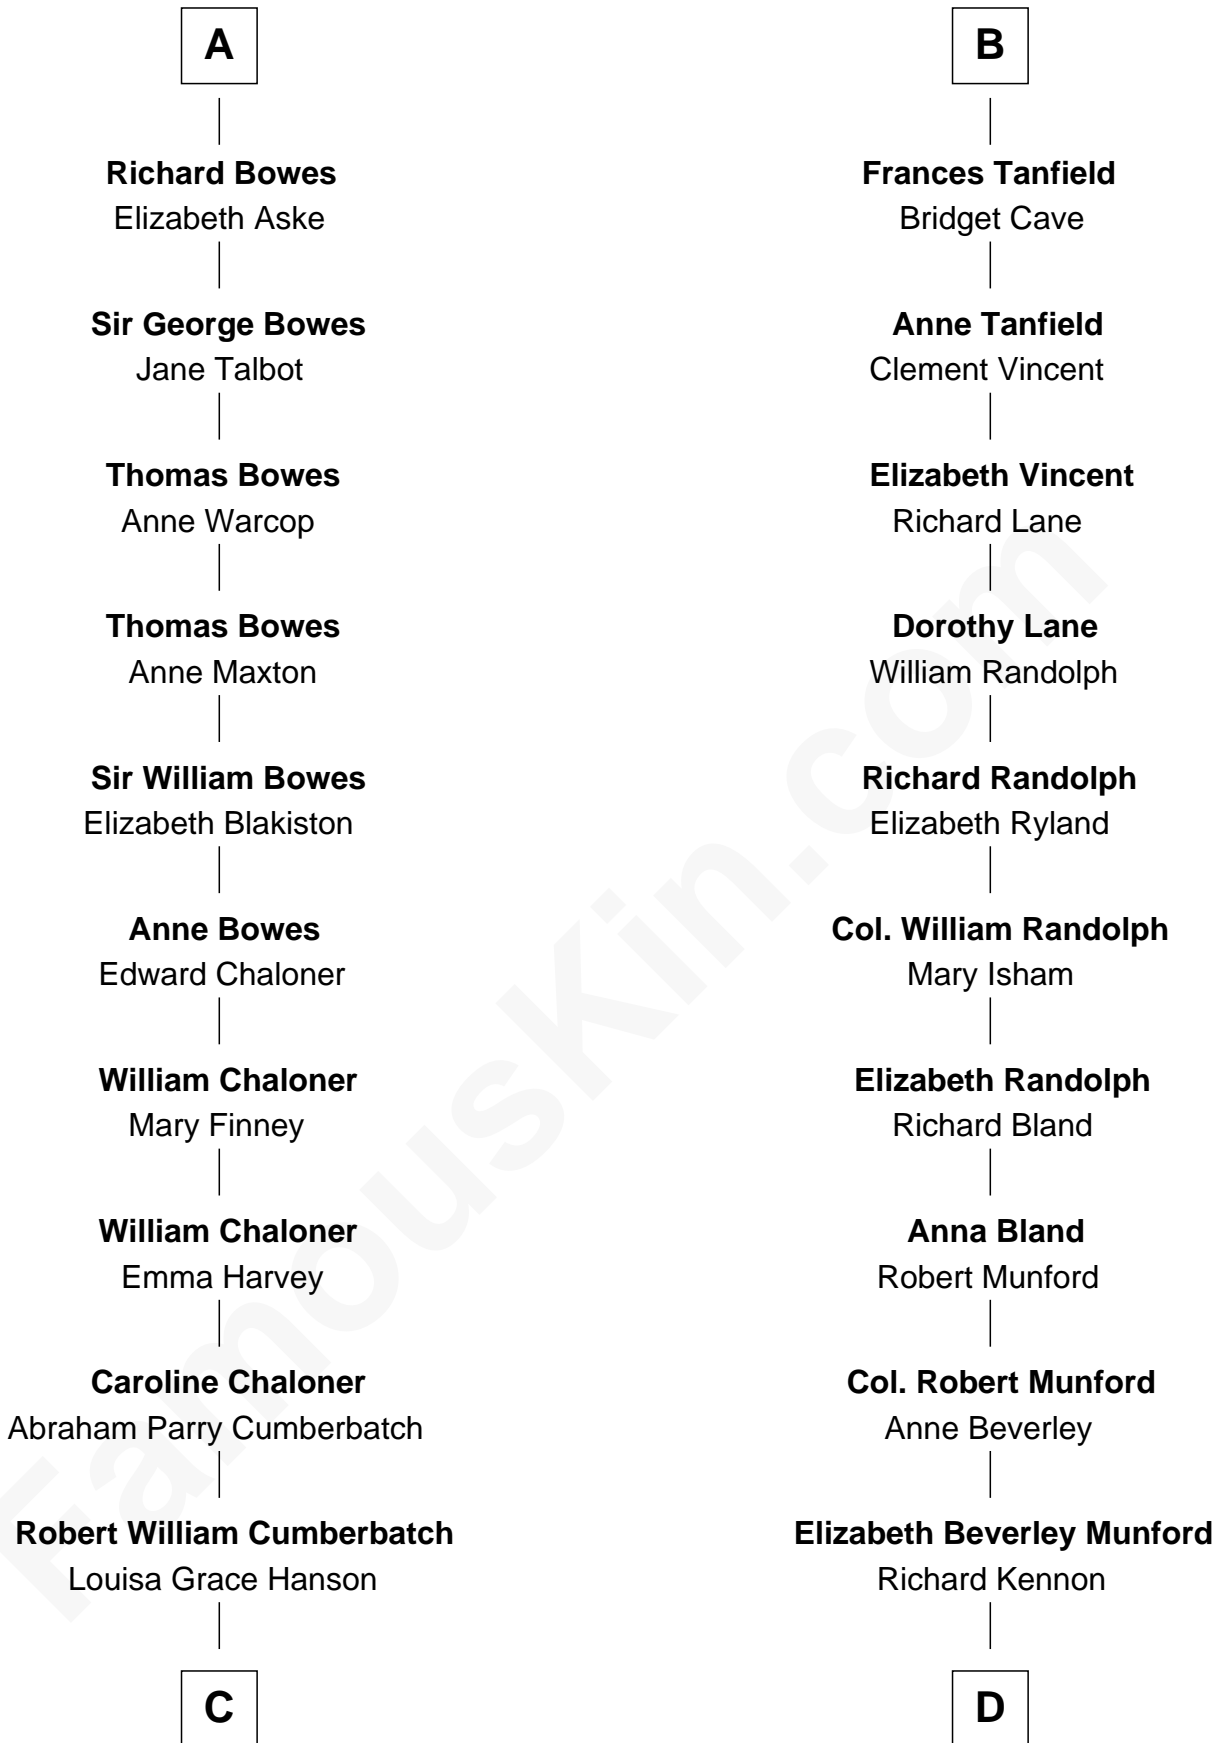 A
Richard Bowes
Elizabeth Aske
Sir George Bowes
Jane Talbot
Thomas Bowes
Anne Warcop
Thomas Bowes
Anne Maxton
Sir William Bowes
Elizabeth Blakiston
Anne Bowes
Edward Chaloner
William Chaloner
Mary Finney
William Chaloner
Emma Harvey
Caroline Chaloner
Abraham Parry Cumberbatch
Robert William Cumberbatch
Louisa Grace Hanson
C
B
Frances Tanfield
Bridget Cave
Anne Tanfield
Clement Vincent
Elizabeth Vincent
Richard Lane
Dorothy Lane
William Randolph
Richard Randolph
Elizabeth Ryland
Col. William Randolph
Mary Isham
Elizabeth Randolph
Richard Bland
Anna Bland
Robert Munford
Col. Robert Munford
Anne Beverley
Elizabeth Beverley Munford
Richard Kennon
D
FamousKin.com